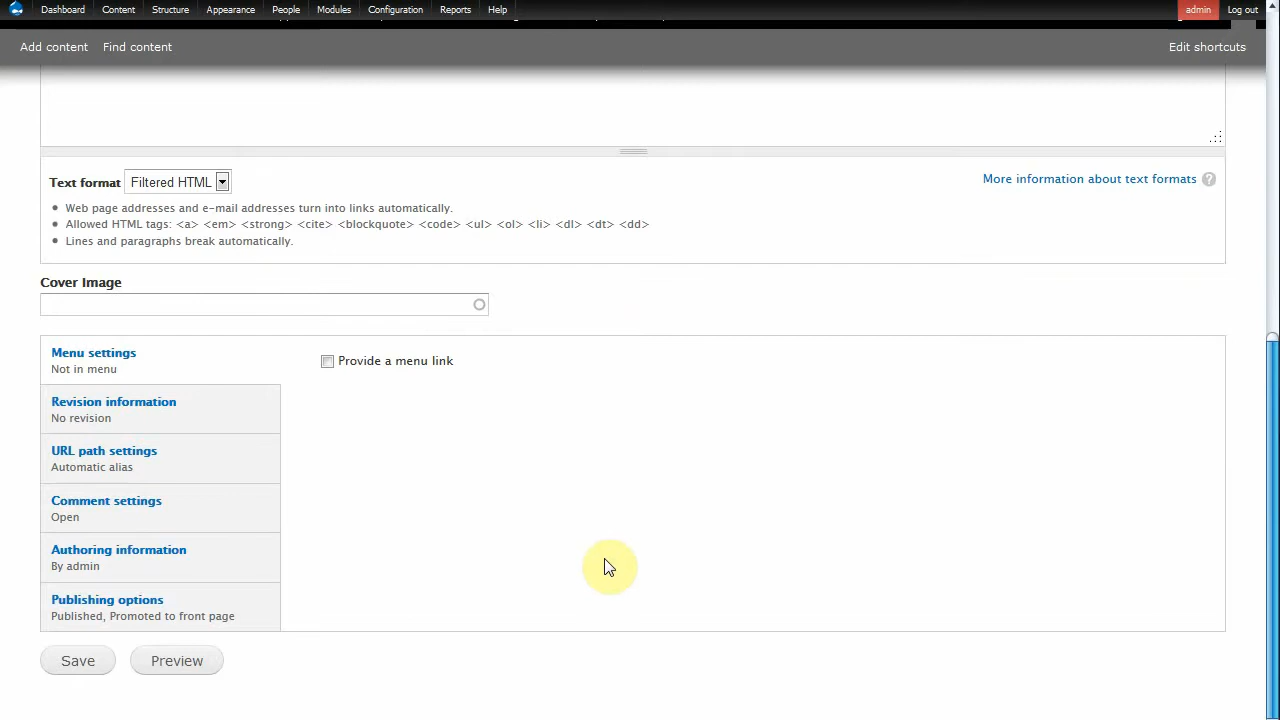 Dashboard Content Structure Appearance People Modules Configuration Reports Help admin Log out
Add content Find content Edit shortcuts
Text format Filtered HTML More information about text formats ?
Web page addresses and e-mail addresses turn into links automatically.
Allowed HTML tags: <a> <em> <strong> <cite> <blockquote> <code> <ul> <ol> <li> <dl> <dt> <dd>
Lines and paragraphs break automatically.
Cover Image
Menu settings
Not in menu
Provide a menu link
Revision information
No revision
URL path settings
Automatic alias
Comment settings
Open
Authoring information
By admin
Publishing options
Published, Promoted to front page
Save Preview